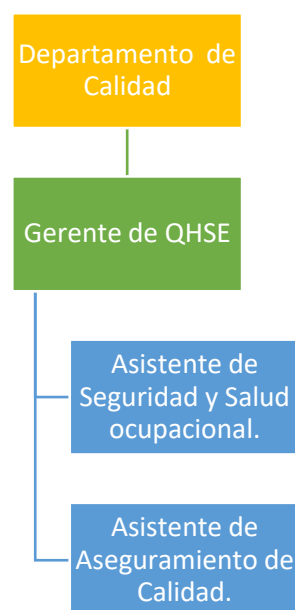 Departamento de
Calidad
Gerente de QHSE
Asistente de
Seguridad y Salud
ocupacional.
Asistente de
Aseguramiento de
Calidad.